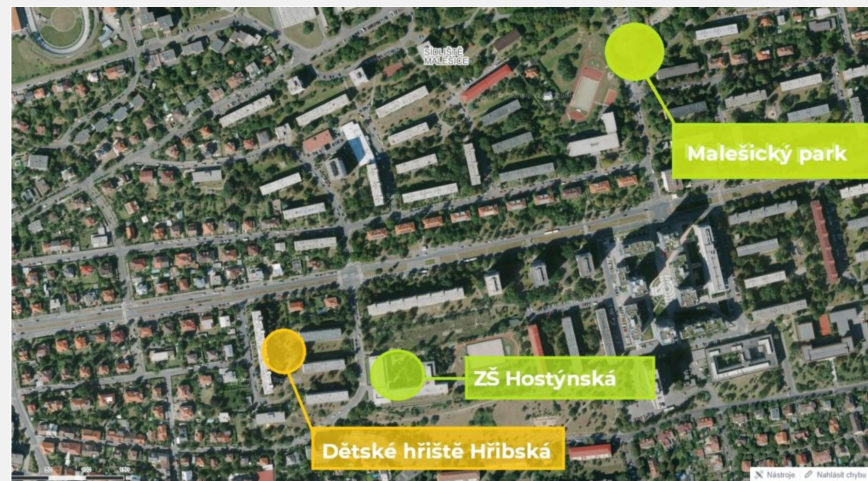 SÍDLIŠTĚ
MALEŠICE
Malešický park
ZŠ Hostýnská
Dětské hřiště Hřibská
Nástroje
Nahlásit chybu